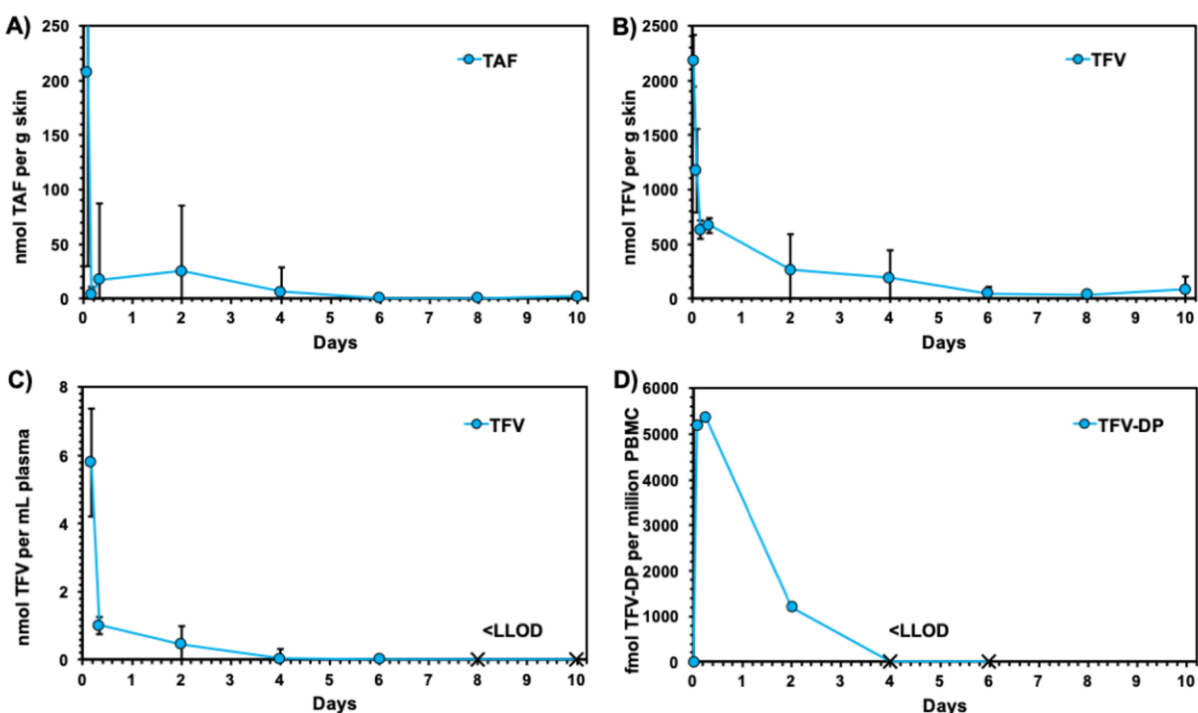 A)
250
200
150
100
50
0
nmol TAF per g skin
TAF
0 1 2 3 4 5 6 7 8 9 10
Days
B)
2500
2000
1500
1000
500
0
nmol TFV per g skin
TFV
0 1 2 3 4 5 6 7 8 9 10
Days
C)
8
6
4
2
0
nmol TFV per mL plasma
TFV
<LLOD
0 1 2 3 4 5 6 7 8 9 10
Days
D)
6000
5000
4000
3000
2000
1000
0
fmol TFV-DP per million PBMC
TFV-DP
<LLOD
0 1 2 3 4 5 6 7 8 9 10
Days